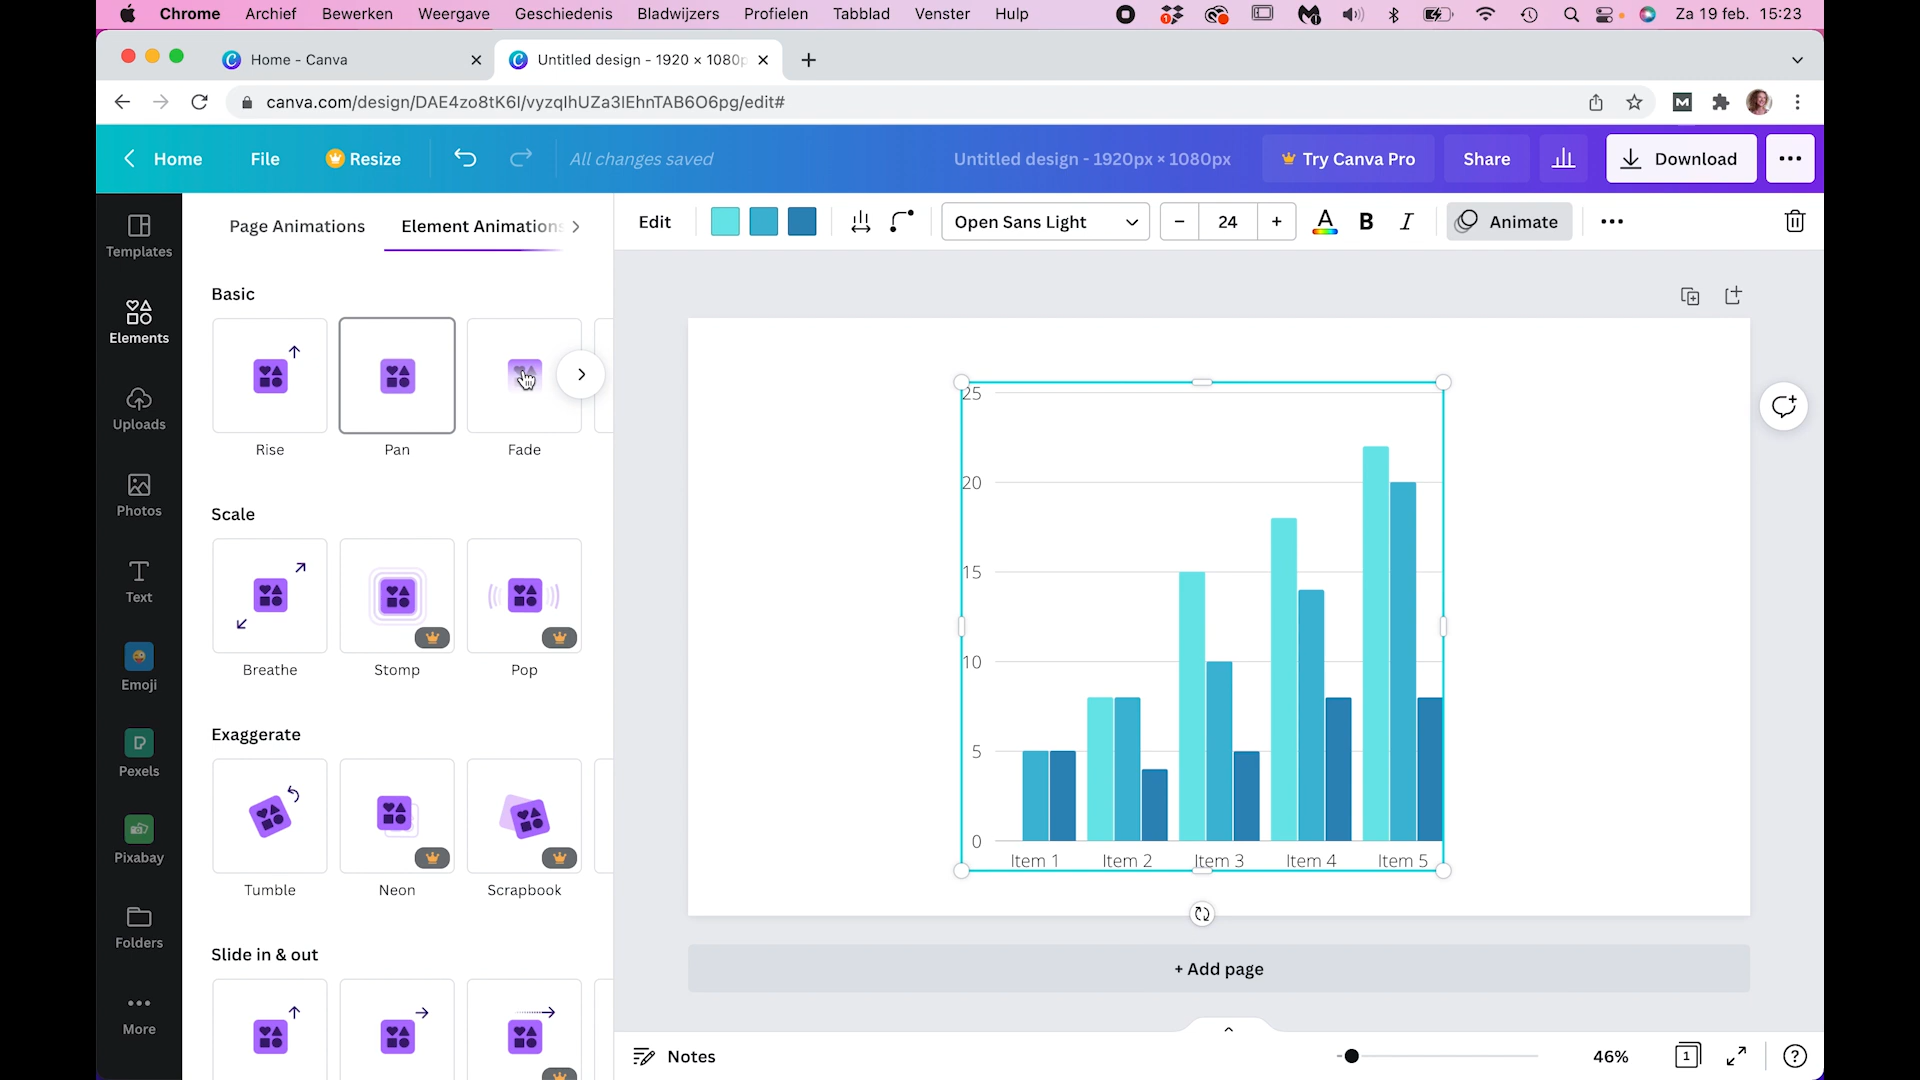 Chrome Archief Bewerken Weergave Geschiedenis Bladwijzers Profielen Tabblad Venster Hulp Za 19 feb. 15:23
Home - Canva
Untitled design - 1920 × 1080p
canva.com/design/DAE4zo8tK6I/vyzqIhUZa3IEhnTAB6O6pg/edit#
Home File Resize All changes saved Untitled design - 1920px × 1080px Try Canva Pro Share Download
Page Animations Element Animations
Edit Open Sans Light 24 B I Animate
Templates
Elements
Uploads
Photos
Text
Emoji
Pexels
Pixabay
Folders
More
Basic
Rise Pan Fade
Scale
Breathe Stomp Pop
Exaggerate
Tumble Neon Scrapbook
Slide in & out
25
20
15
10
5
0
Item 1 Item 2 Item 3 Item 4 Item 5
+ Add page
Notes 46% 1